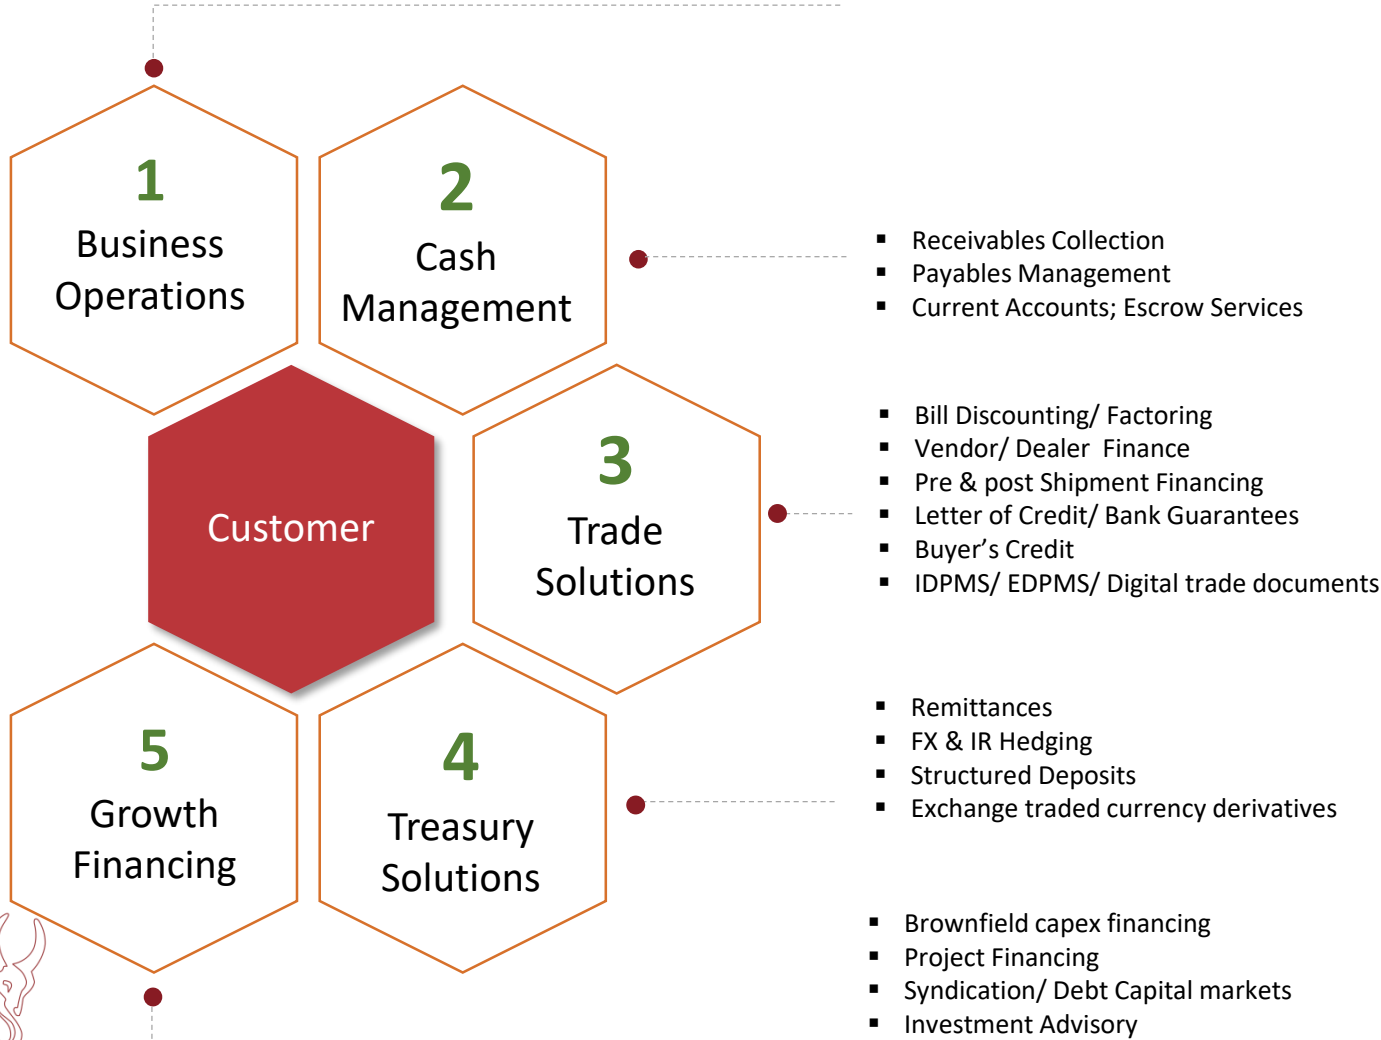 1
Business
Operations
2
Cash
Management
▪ Receivables Collection
▪ Payables Management
▪ Current Accounts; Escrow Services
Customer
3
Trade
Solutions
▪ Bill Discounting/ Factoring
▪ Vendor/ Dealer  Finance
▪ Pre & post Shipment Financing
▪ Letter of Credit/ Bank Guarantees
▪ Buyer’s Credit
▪ IDPMS/ EDPMS/ Digital trade documents
4
Treasury
Solutions
▪ Remittances
▪ FX & IR Hedging
▪ Structured Deposits
▪ Exchange traded currency derivatives
5
Growth
Financing
▪ Brownfield capex financing
▪ Project Financing
▪ Syndication/ Debt Capital markets
▪ Investment Advisory